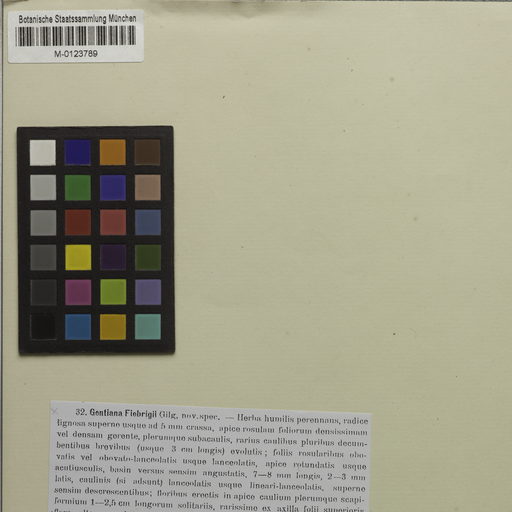 Botanische Staatssammlung München
M-0123789
32. Gentiana Fiebrigii Gilg, nov. spec. — Herba humilis perennans, radice
lignosa superne usque ad 5 mm crassa, apice rosulam foliorum densissimam
vel densam gerente, plerumque subacaulis, rarius caulibus pluribus decum-
bentibus brevibus (usque 3 cm longis) evolutis; foliis rosularibus obo-
vatis vel obovato-lanceolatis usque lanceolatis, apice rotundatis usque
acutiusculis, basin versus sensim angustatis, 7—8 mm longis, 2—3 mm
latis, caulinis (si adsunt) lanceolatis usque lineari-lanceolatis, superne
sensim descrescentibus; floribus erectis in apice caulium plerumque scapi-
formium 1—2,5 cm longorum solitariis, rarissime ex axilla folii superioris